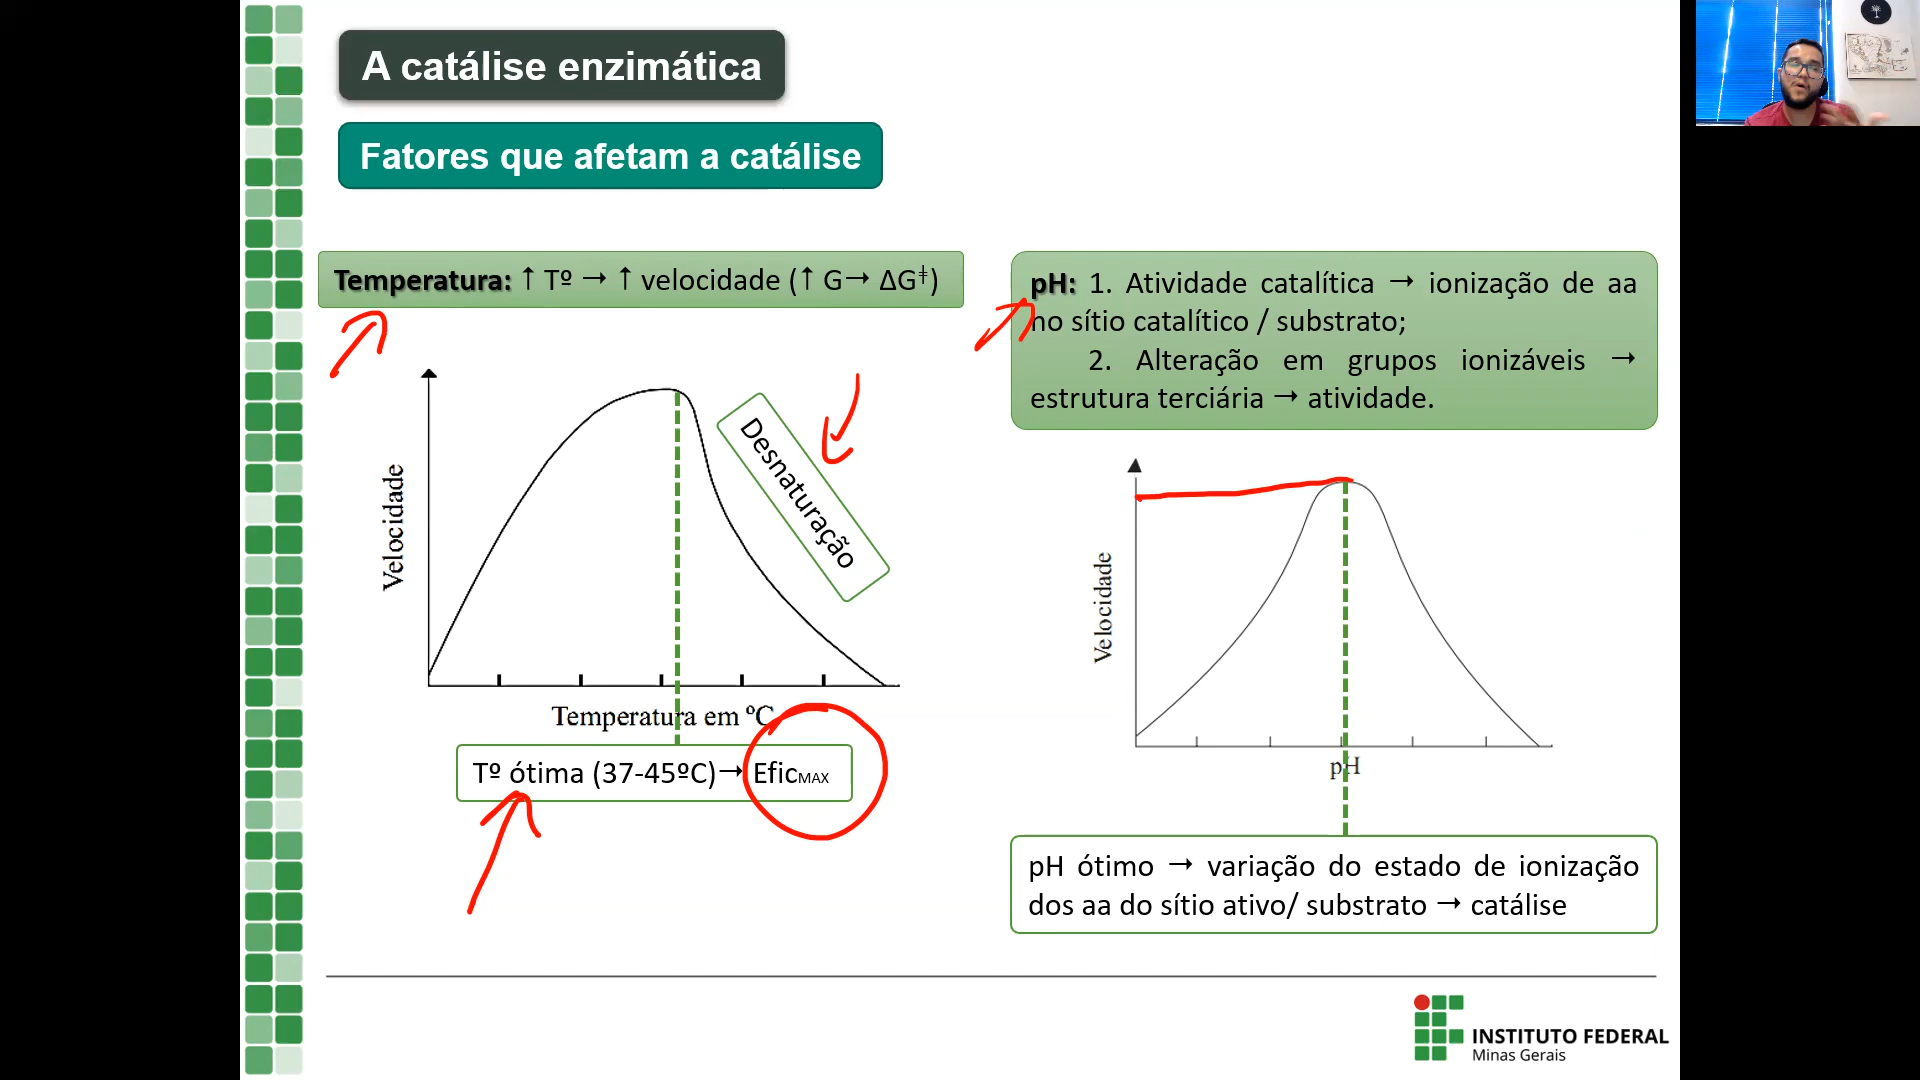 A catálise enzimática
Fatores que afetam a catálise
Temperatura: ↑ Tº → ↑ velocidade (↑ G→ ΔG‡)
pH: 1. Atividade catalítica → ionização de aa
no sítio catalítico / substrato;
2. Alteração em grupos ionizáveis →
estrutura terciária → atividade.
Velocidade
Desnaturação
Temperatura em ºC
Tº ótima (37-45ºC)→ EficMAX
Velocidade
pH
pH ótimo → variação do estado de ionização
dos aa do sítio ativo/ substrato → catálise
INSTITUTO FEDERAL
Minas Gerais